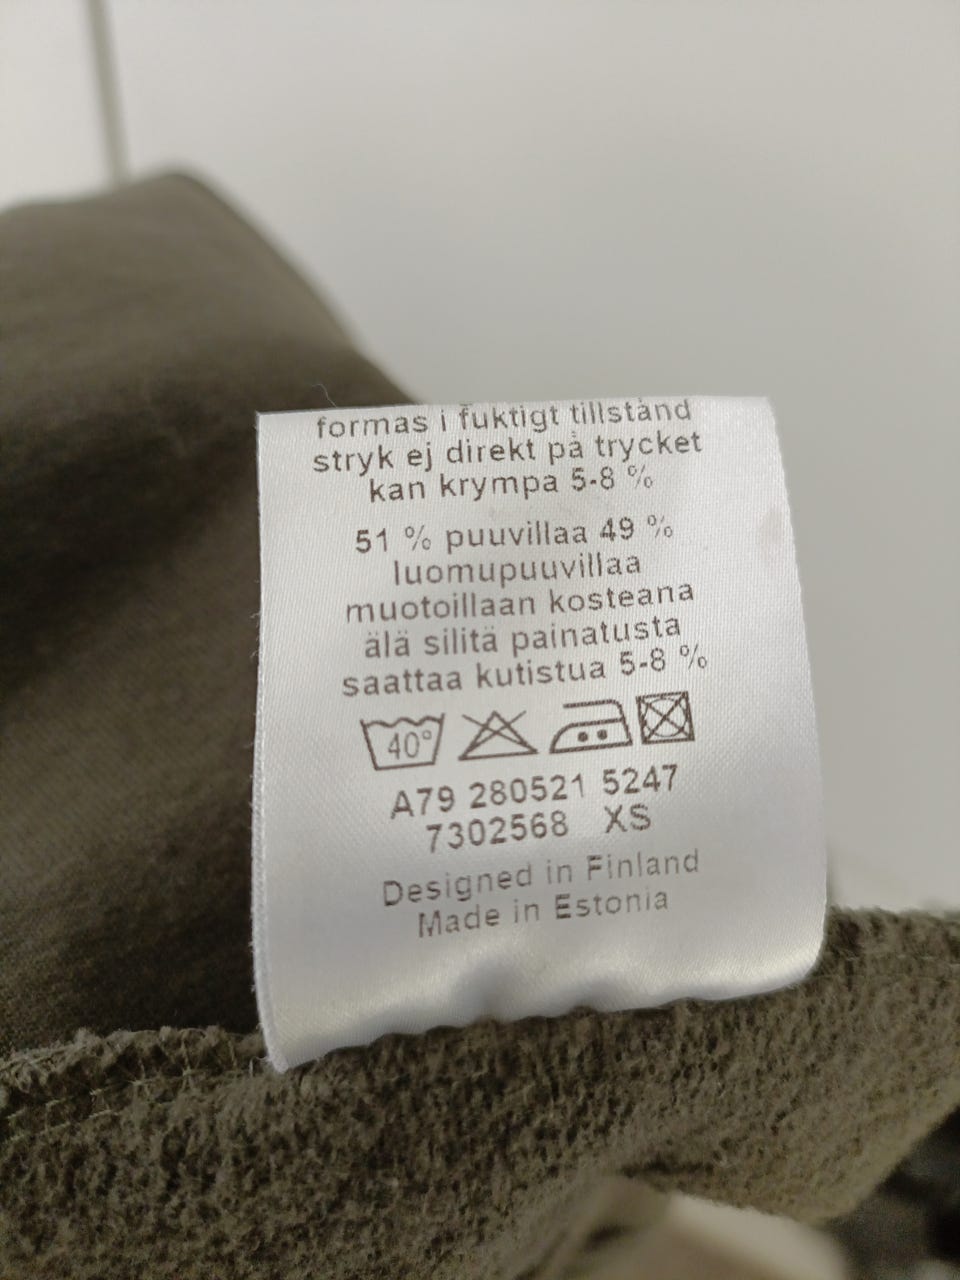 formas i fuktigt tillstånd
stryk ej direkt på trycket
kan krympa 5-8 %
51 % puuvillaa 49 %
luomupuuvillaa
muotoillaan kosteana
älä silitä painatusta
saattaa kutistua 5-8 %
40°
A79 280521 5247
7302568 XS
Designed in Finland
Made in Estonia